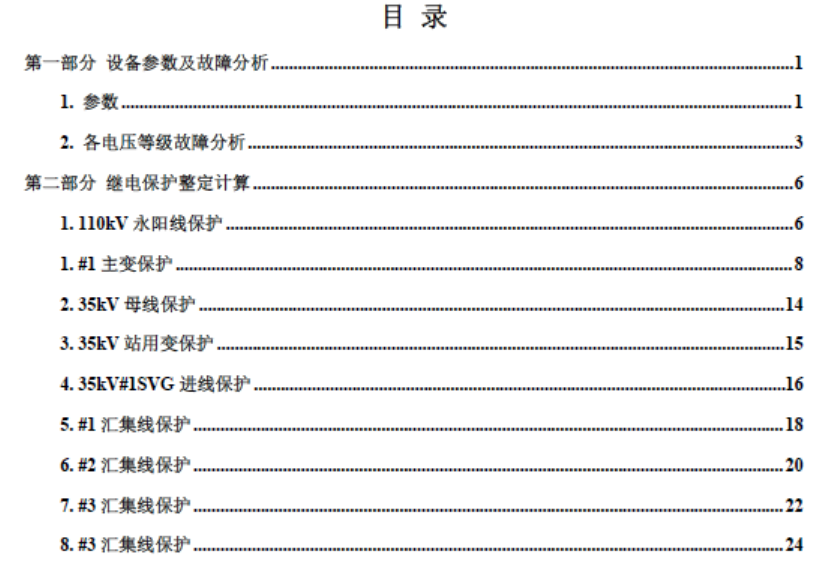 目 录
第一部分 设备参数及故障分析 1
1. 参数 1
2. 各电压等级故障分析 3
第二部分 继电保护整定计算 6
1. 110kV 永阳线保护 6
1. #1 主变保护 8
2. 35kV 母线保护 14
3. 35kV 站用变保护 15
4. 35kV#1SVG 进线保护 16
5. #1 汇集线保护 18
6. #2 汇集线保护 20
7. #3 汇集线保护 22
8. #3 汇集线保护 24